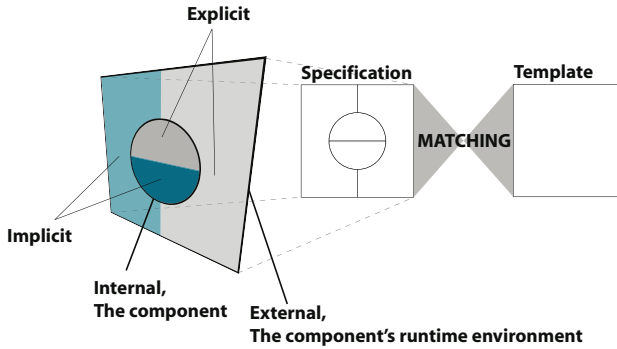 Explicit
Specification
Template
MATCHING
Implicit
Internal,
The component
External,
The component's runtime environment